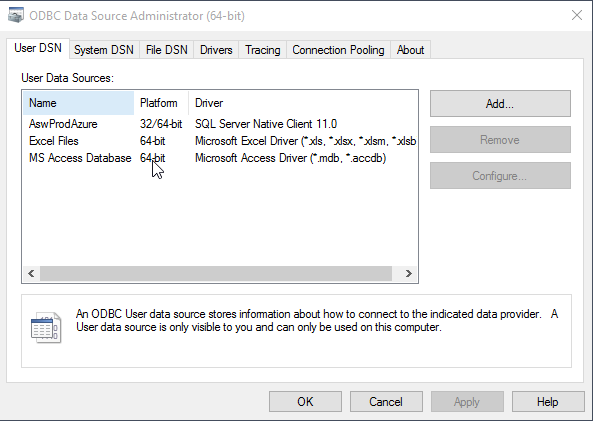 ODBC Data Source Administrator (64-bit)
User DSN System DSN File DSN Drivers Tracing Connection Pooling About
User Data Sources:
Name Platform Driver
AswProdAzure 32/64-bit SQL Server Native Client 11.0
Excel Files 64-bit Microsoft Excel Driver (*.xls, *.xlsx, *.xlsm, *.xlsb
MS Access Database 64-bit Microsoft Access Driver (*.mdb, *.accdb)
Add...
Remove
Configure...
An ODBC User data source stores information about how to connect to the indicated data provider. A
User data source is only visible to you and can only be used on this computer.
OK Cancel Apply Help